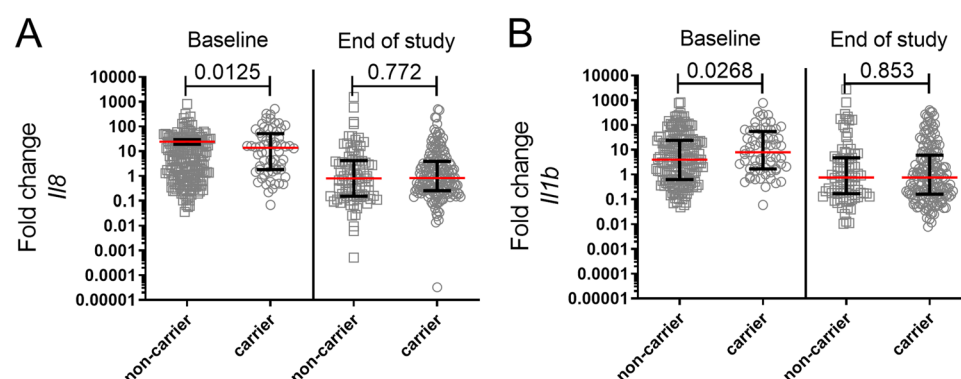 A
Baseline
End of study
0.0125
0.772
10000
1000
100
10
1
0.1
0.01
0.001
0.0001
0.00001
Fold change
Il8
non-carrier
carrier
non-carrier
carrier
B
Baseline
End of study
0.0268
0.853
10000
1000
100
10
1
0.1
0.01
0.001
0.0001
0.00001
Fold change
Il1b
non-carrier
carrier
non-carrier
carrier